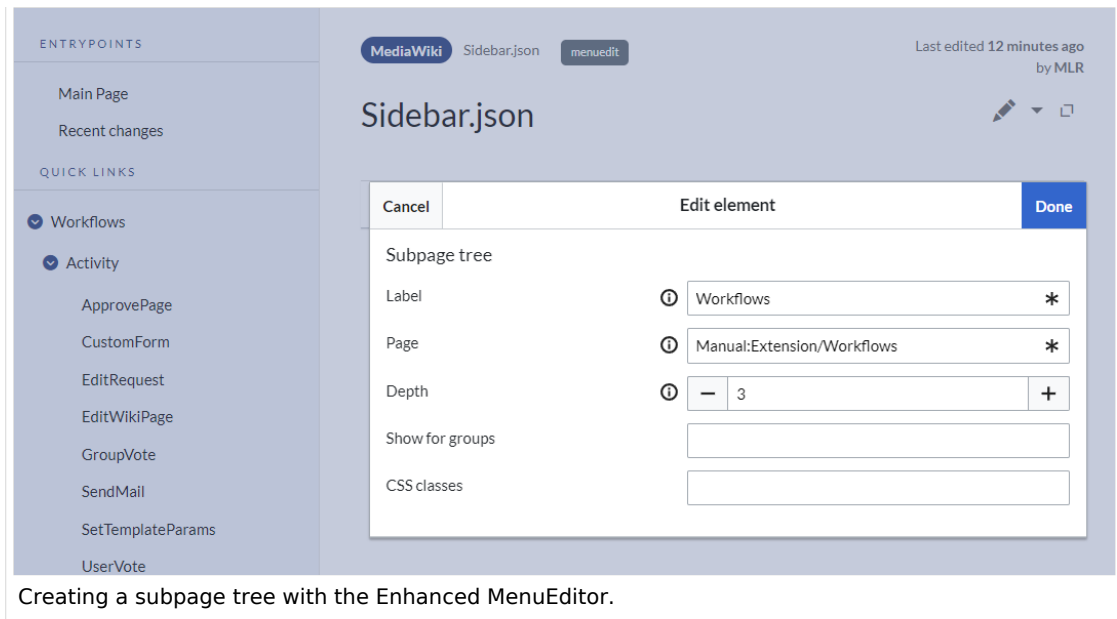 ENTRYPOINTS
Main Page
Recent changes
QUICK LINKS
Workflows
Activity
ApprovePage
CustomForm
EditRequest
EditWikiPage
GroupVote
SendMail
SetTemplateParams
UserVote
MediaWiki Sidebar.json menuedit
Last edited 12 minutes ago
by MLR
Sidebar.json
Cancel Edit element Done
Subpage tree
Label Workflows *
Page Manual:Extension/Workflows *
Depth − 3 +
Show for groups
CSS classes
Creating a subpage tree with the Enhanced MenuEditor.